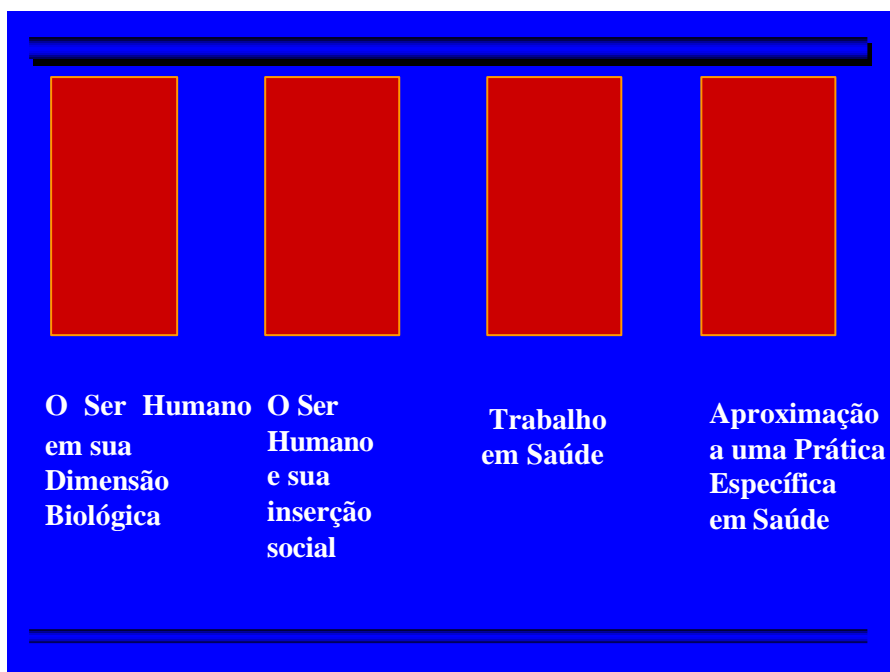 O Ser Humano
em sua
Dimensão
Biológica
O Ser
Humano
e sua
inserção
social
Trabalho
em Saúde
Aproximação
a uma Prática
Específica
em Saúde